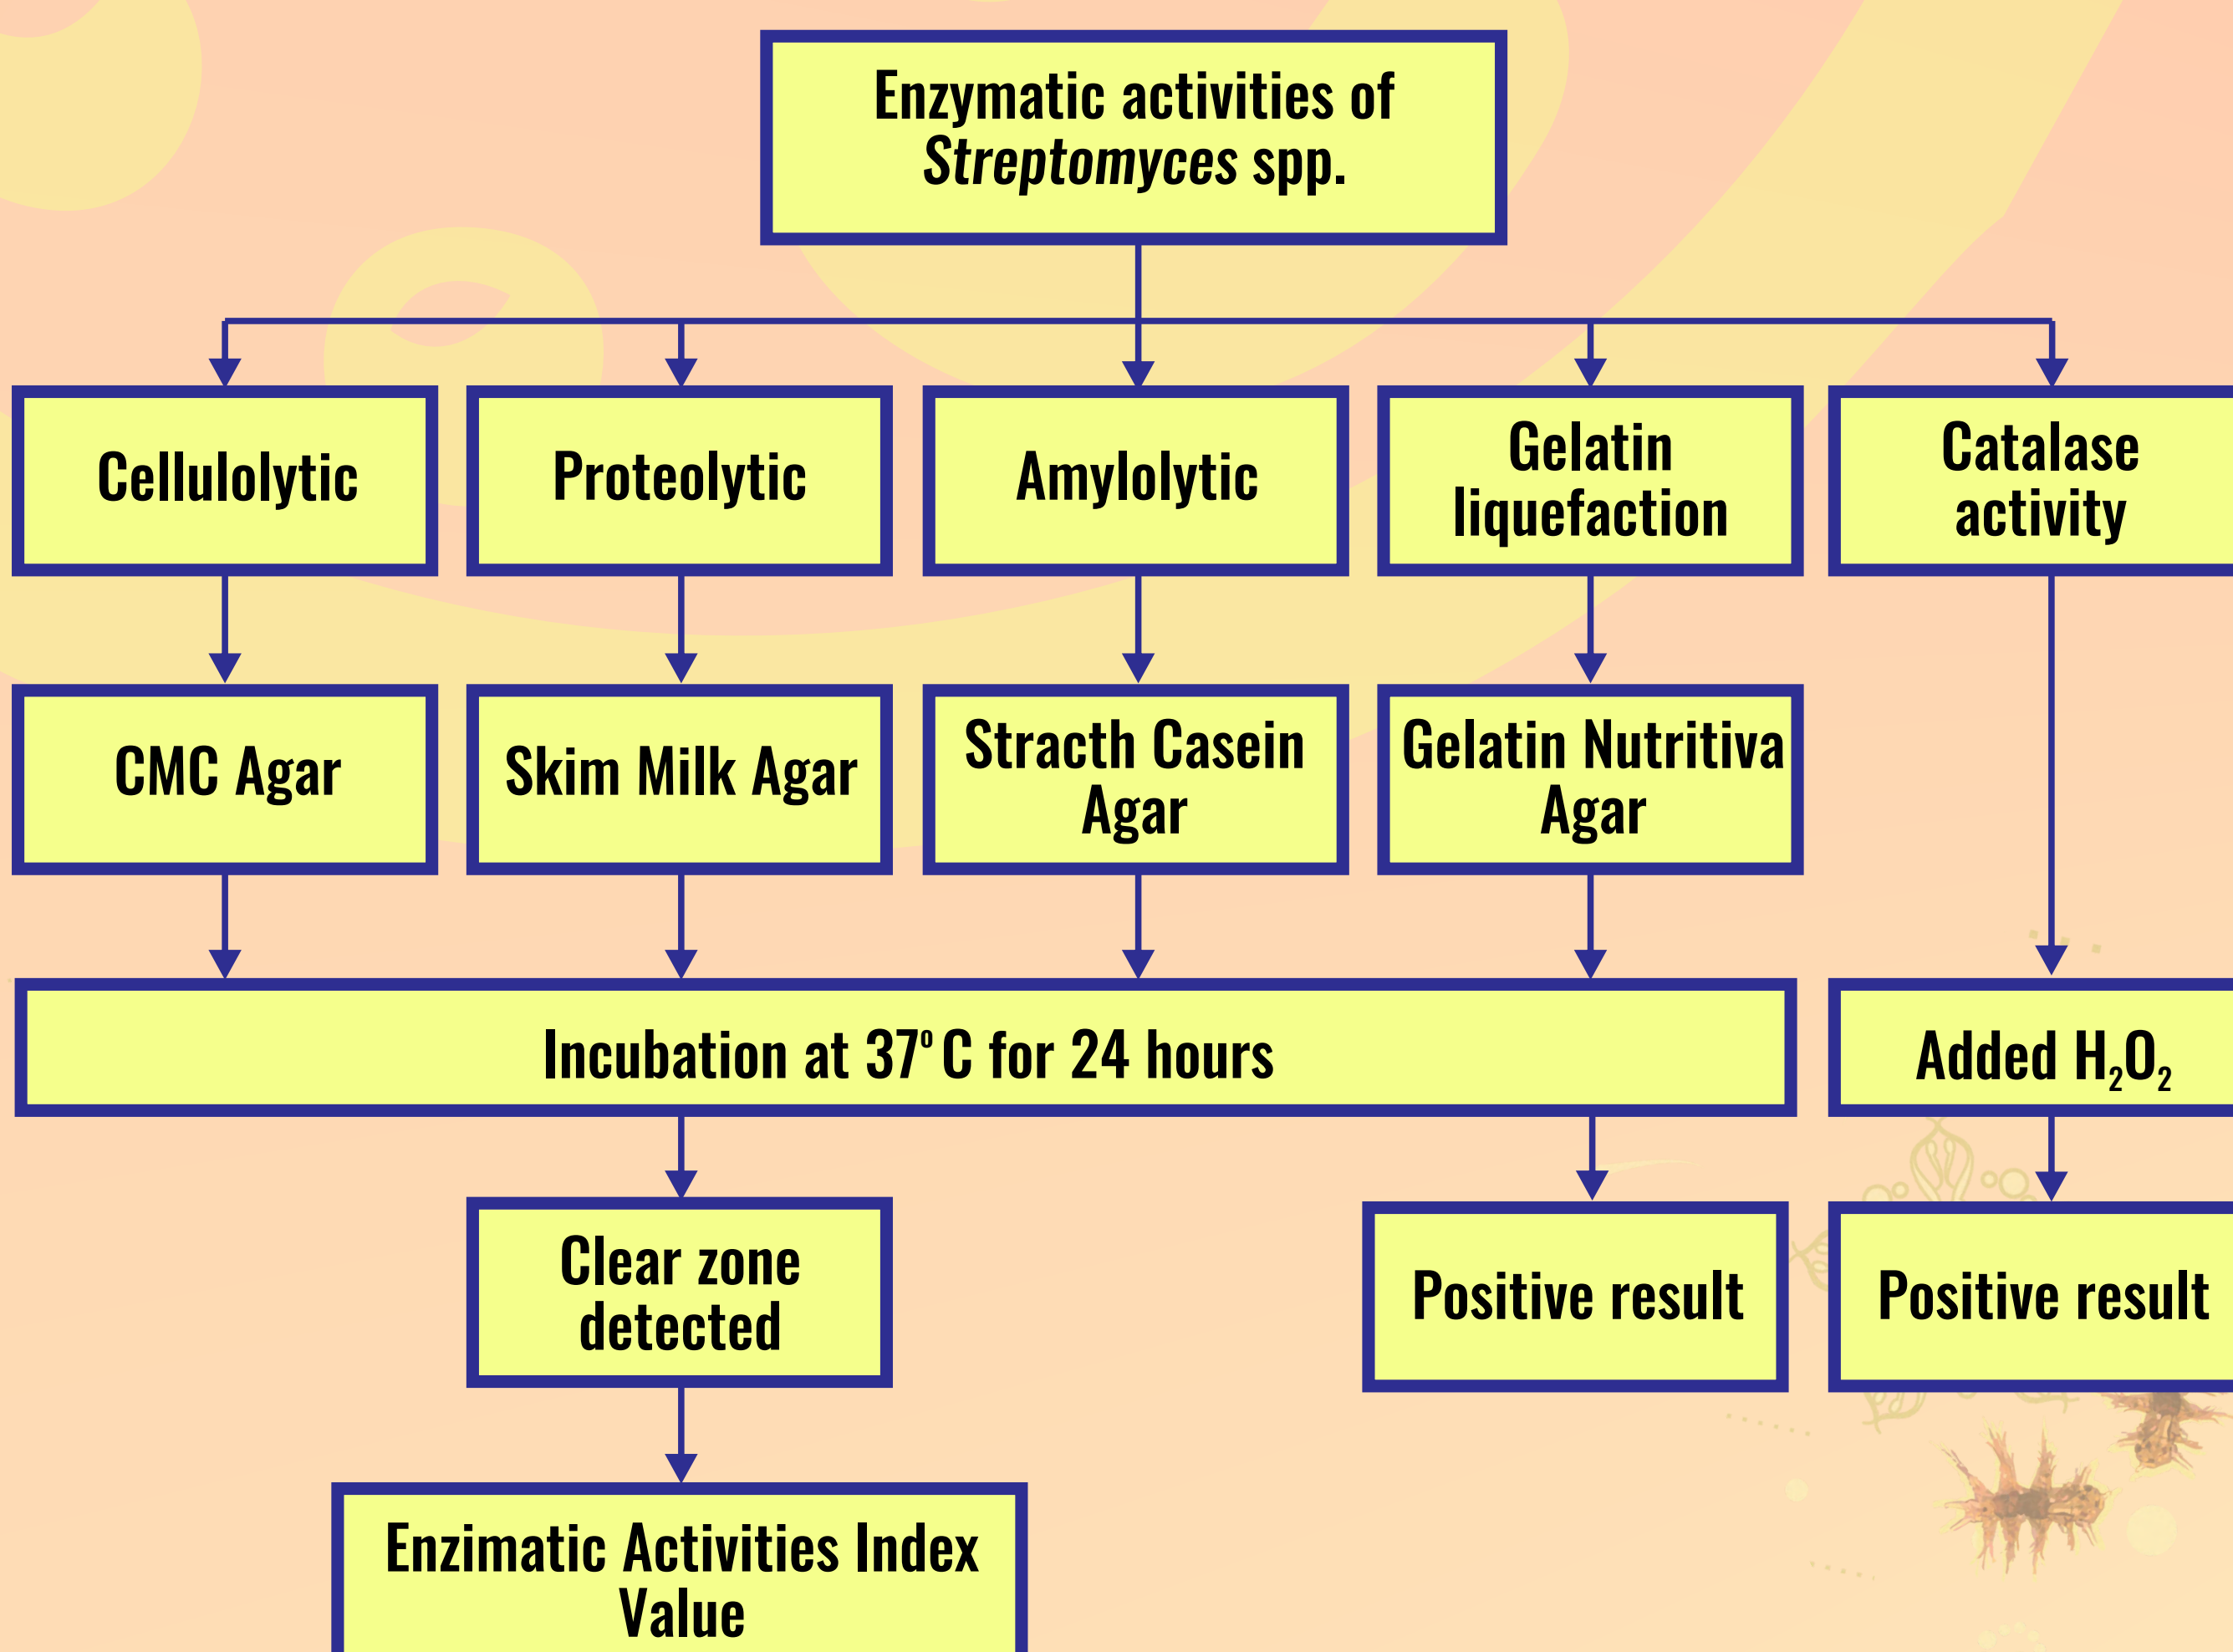 Enzymatic activities of
Streptomyces spp.
Cellulolytic
Proteolytic
Amylolytic
Gelatin
liquefaction
Catalase
activity
CMC Agar
Skim Milk Agar
Stracth Casein
Agar
Gelatin Nutritiva
Agar
Incubation at 37º C for 24 hours
Added H₂O₂
Clear zone
detected
Positive result
Positive result
Enzimatic Activities Index
Value